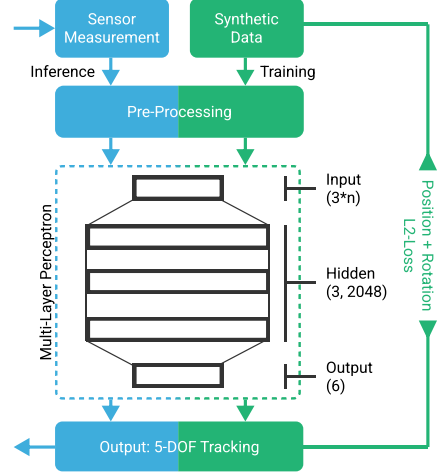 Sensor
Measurement
Synthetic
Data
Inference
Training
Pre-Processing
Multi-Layer Perceptron
Input
(3*n)
Hidden
(3, 2048)
Output
(6)
Position + Rotation
L2-Loss
Output: 5-DOF Tracking